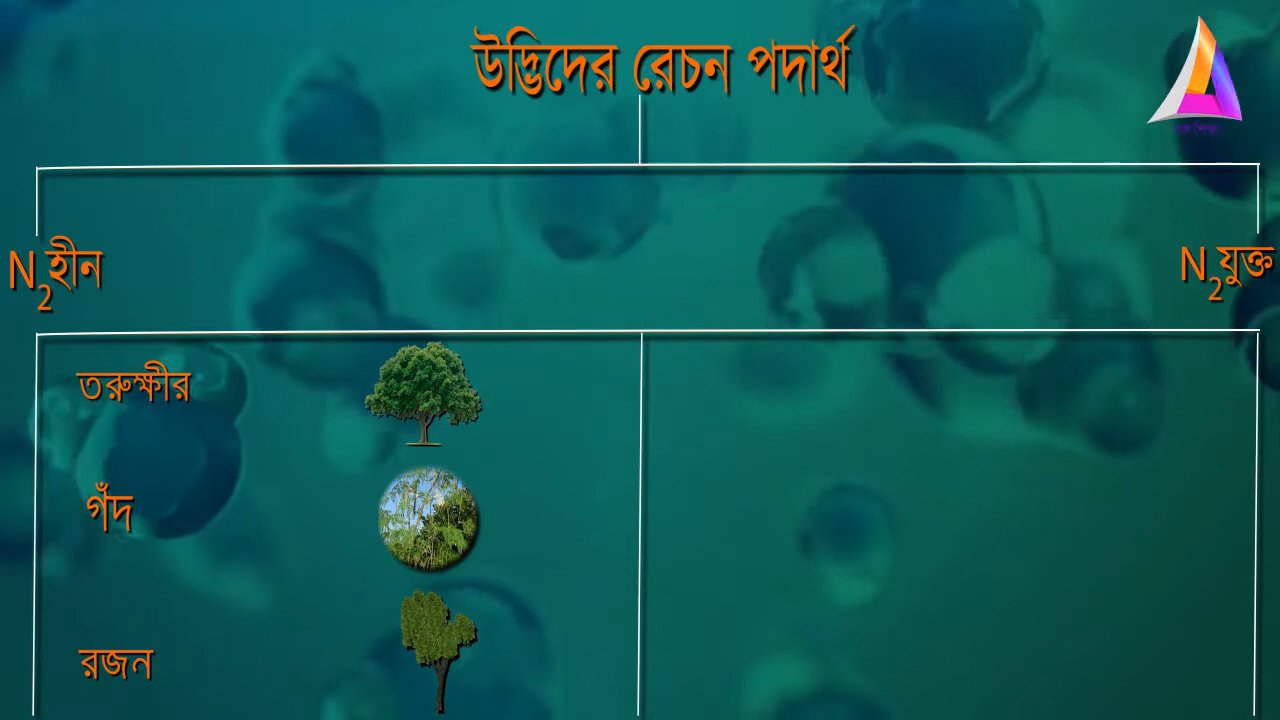 উদ্ভিদের রেচন পদার্থ
N2হীন
N2যুক্ত
তরুক্ষীর
গঁদ
রজন